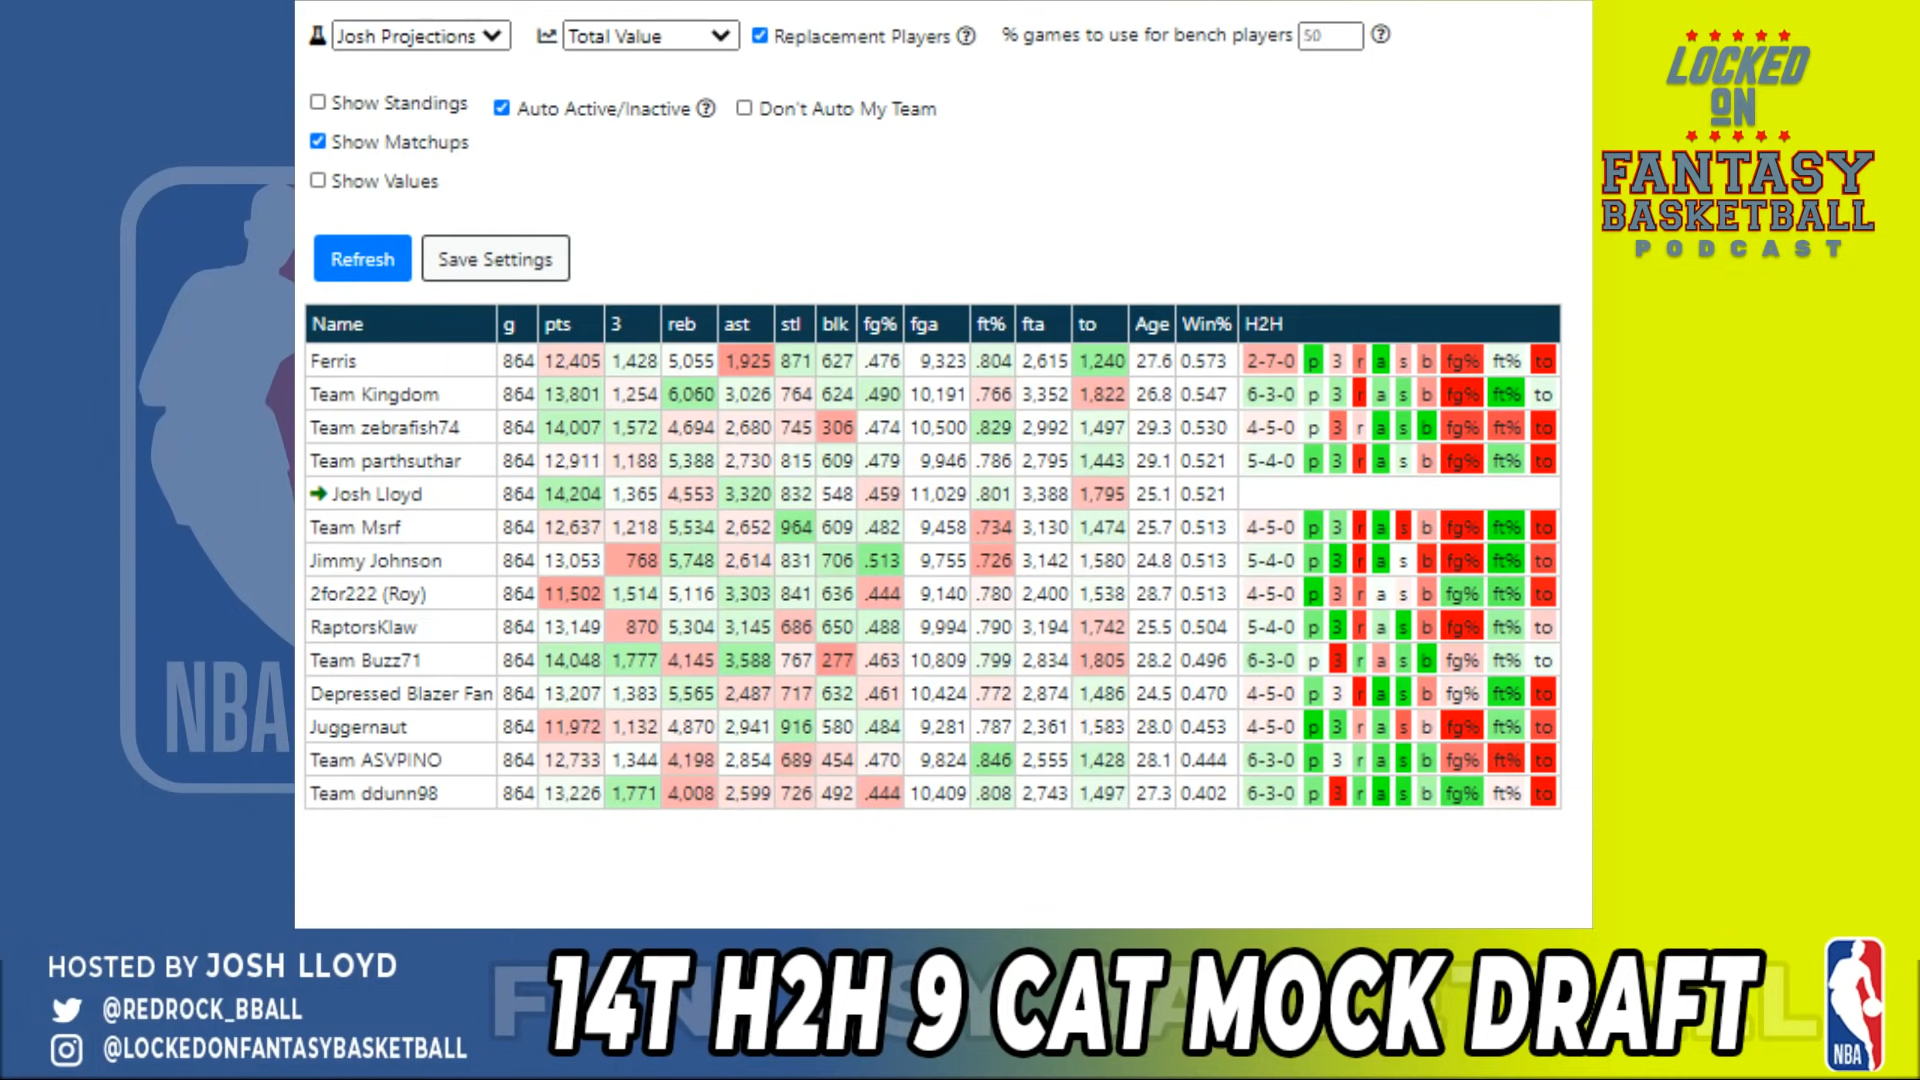 Josh Projections Total Value Replacement Players ? % games to use for bench players 50 ?
Show Standings Auto Active/Inactive ? Don't Auto My Team
Show Matchups
Show Values
Refresh Save Settings
Name g pts 3 reb ast stl blk fg% fga ft% fta to Age Win% H2H
Ferris 864 12,405 1,428 5,055 1,925 871 627 .476 9,323 .804 2,615 1,240 27.6 0.573 2-7-0 p 3 r a s b fg% ft% to
Team Kingdom 864 13,801 1,254 6,060 3,026 764 624 .490 10,191 .766 3,352 1,822 26.8 0.547 6-3-0 p 3 r a s b fg% ft% to
Team zebrafish74 864 14,007 1,572 4,694 2,680 745 306 .474 10,500 .829 2,992 1,497 29.3 0.530 4-5-0 p 3 r a s b fg% ft% to
Team parthsuthar 864 12,911 1,188 5,388 2,730 815 609 .479 9,946 .786 2,795 1,443 29.1 0.521 5-4-0 p 3 r a s b fg% ft% to
Josh Lloyd 864 14,204 1,365 4,553 3,320 832 548 .459 11,029 .801 3,388 1,795 25.1 0.521
Team Msrf 864 12,637 1,218 5,534 2,652 964 609 .482 9,458 .734 3,130 1,474 25.7 0.513 4-5-0 p 3 r a s b fg% ft% to
Jimmy Johnson 864 13,053 768 5,748 2,614 831 706 .513 9,755 .726 3,142 1,580 24.8 0.513 5-4-0 p 3 r a s b fg% ft% to
2for222 (Roy) 864 11,502 1,514 5,116 3,303 841 636 .444 9,140 .780 2,400 1,538 28.7 0.513 4-5-0 p 3 r a s b fg% ft% to
RaptorsKlaw 864 13,149 870 5,304 3,145 686 650 .488 9,994 .790 3,194 1,742 25.5 0.504 5-4-0 p 3 r a s b fg% ft% to
Team Buzz71 864 14,048 1,777 4,145 3,588 767 277 .463 10,809 .799 2,834 1,805 28.2 0.496 6-3-0 p 3 r a s b fg% ft% to
Depressed Blazer Fan 864 13,207 1,383 5,565 2,487 717 632 .461 10,424 .772 2,874 1,486 24.5 0.470 4-5-0 p 3 r a s b fg% ft% to
Juggernaut 864 11,972 1,132 4,870 2,941 916 580 .484 9,281 .787 2,361 1,583 28.0 0.453 4-5-0 p 3 r a s b fg% ft% to
Team ASVPINO 864 12,733 1,344 4,198 2,854 689 454 .470 9,824 .846 2,555 1,428 28.1 0.444 6-3-0 p 3 r a s b fg% ft% to
Team ddunn98 864 13,226 1,771 4,008 2,599 726 492 .444 10,409 .808 2,743 1,497 27.3 0.402 6-3-0 p 3 r a s b fg% ft% to
LOCKED
ON
FANTASY
BASKETBALL
PODCAST
NBA
HOSTED BY JOSH LLOYD
@REDROCK_BBALL
@LOCKEDONFANTASYBASKETBALL
14T H2H 9 CAT MOCK DRAFT
NBA